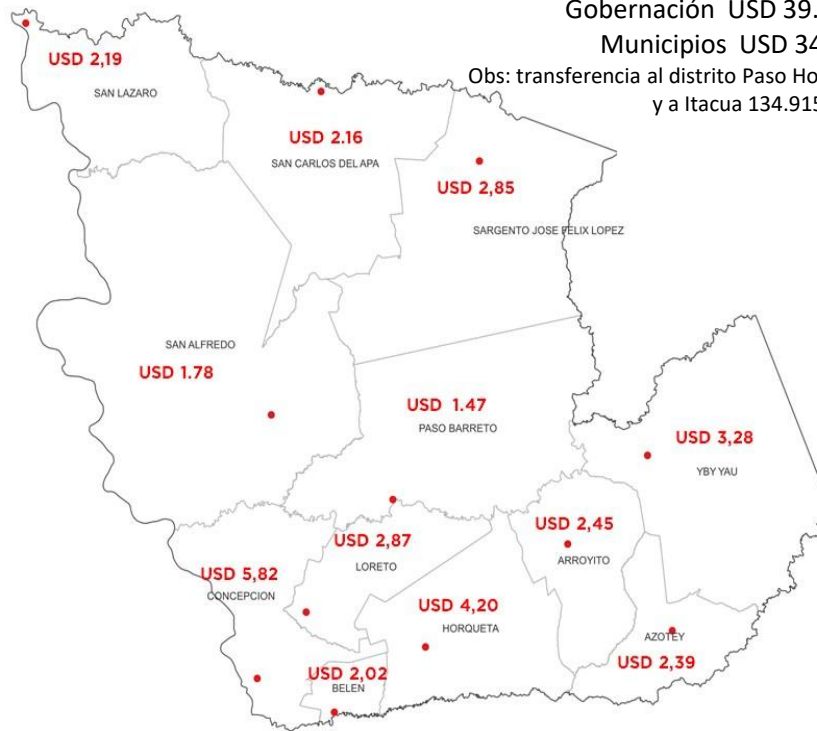 Gobernación USD 39.
Municipios USD 34
Obs: transferencia al distrito Paso Ho
y a Itacua 134.915
USD 2,19
SAN LAZARO
USD 2.16
SAN CARLOS DEL APA
USD 2,85
SARGENTO JOSE FELIX LOPEZ
SAN ALFREDO
USD 1.78
USD 1.47
PASO BARRETO
USD 3,28
YBY YAU
USD 2,45
ARROYITO
USD 2,87
LORETO
USD 5,82
CONCEPCION
USD 4,20
HORQUETA
AZOTEY
USD 2,39
USD 2,02
BELEN